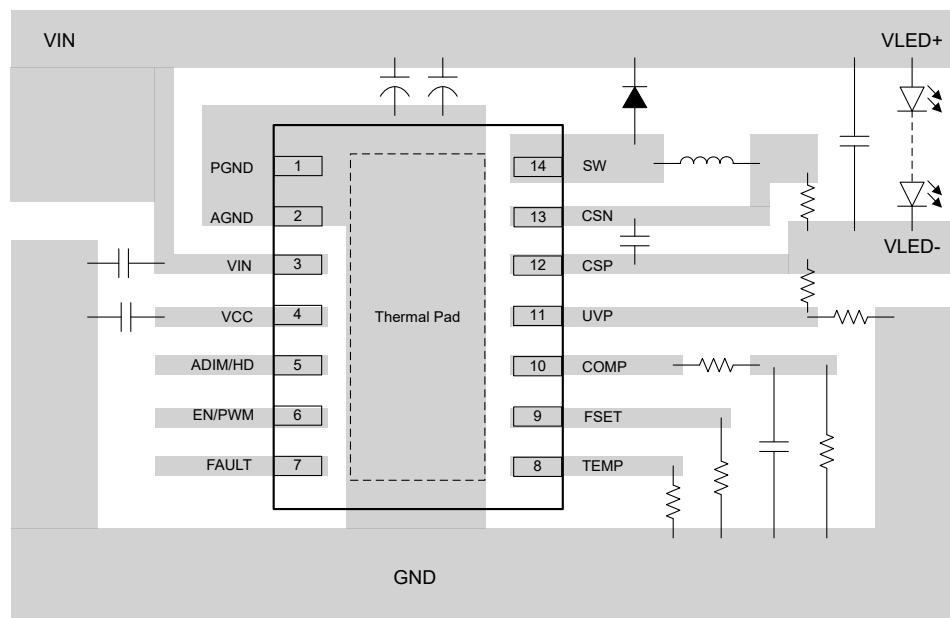 VIN VLED+
PGND 1 14 SW
AGND 2 13 CSN
VLED-
VIN 3 12 CSP
VCC 4 Thermal Pad 11 UVP
ADIM/HD 5 10 COMP
EN/PWM 6 9 FSET
FAULT 7 8 TEMP
GND